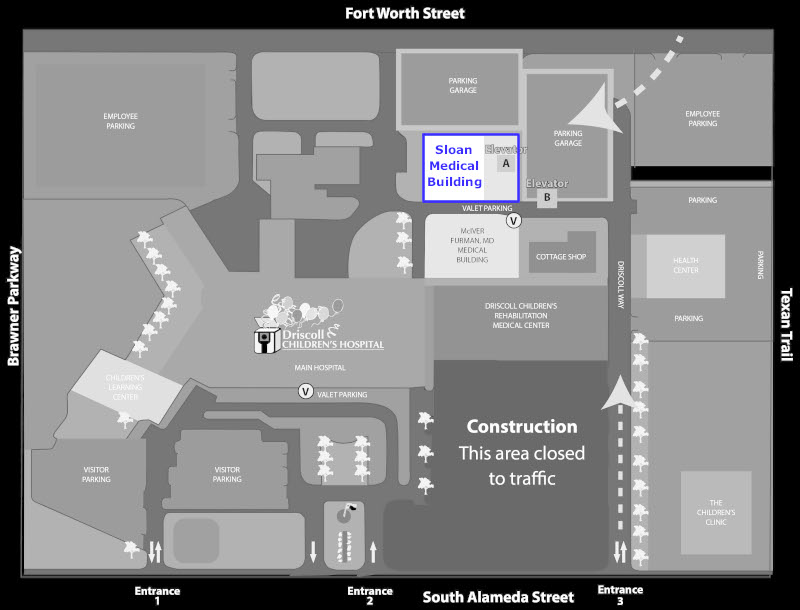 Fort Worth Street
PARKING
GARAGE
EMPLOYEE
PARKING
EMPLOYEE
PARKING
PARKING
GARAGE
Sloan
Medical
Building
Elevator
A
Elevator
B
VALET PARKING
V
PARKING
McIVER
FURMAN, MD
MEDICAL
BUILDING
COTTAGE SHOP
HEALTH
CENTER
PARKING
DRISCOLL WAY
Brawner Parkway
Texan Trail
DRISCOLL CHILDREN'S
REHABILITATION
MEDICAL CENTER
PARKING
Driscoll
CHILDREN'S HOSPITAL
MAIN HOSPITAL
CHILDREN'S
LEARNING
CENTER
V
VALET PARKING
Construction
This area closed
to traffic
VISITOR
PARKING
VISITOR
PARKING
THE
CHILDREN'S
CLINIC
Entrance
1
Entrance
2
South Alameda Street
Entrance
3